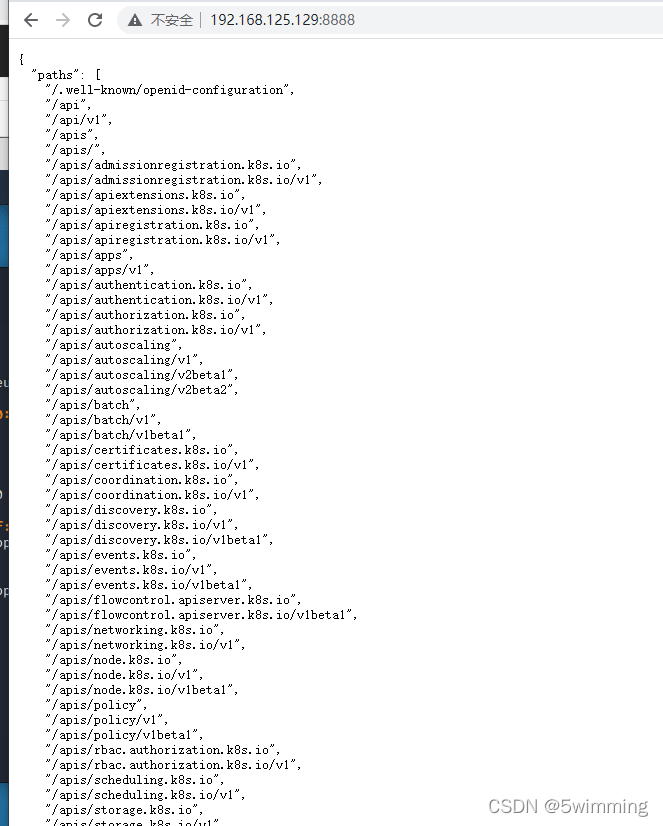 不安全 192.168.125.129:8888
{
"paths": [
"/.well-known/openid-configuration",
"/api",
"/api/v1",
"/apis",
"/apis/",
"/apis/admissionregistration.k8s.io",
"/apis/admissionregistration.k8s.io/v1",
"/apis/apiextensions.k8s.io",
"/apis/apiextensions.k8s.io/v1",
"/apis/apiregistration.k8s.io",
"/apis/apiregistration.k8s.io/v1",
"/apis/apps",
"/apis/apps/v1",
"/apis/authentication.k8s.io",
"/apis/authentication.k8s.io/v1",
"/apis/authorization.k8s.io",
"/apis/authorization.k8s.io/v1",
"/apis/autoscaling",
"/apis/autoscaling/v1",
"/apis/autoscaling/v2beta1",
"/apis/autoscaling/v2beta2",
"/apis/batch",
"/apis/batch/v1",
"/apis/batch/v1beta1",
"/apis/certificates.k8s.io",
"/apis/certificates.k8s.io/v1",
"/apis/coordination.k8s.io",
"/apis/coordination.k8s.io/v1",
"/apis/discovery.k8s.io",
"/apis/discovery.k8s.io/v1",
"/apis/discovery.k8s.io/v1beta1",
"/apis/events.k8s.io",
"/apis/events.k8s.io/v1",
"/apis/events.k8s.io/v1beta1",
"/apis/flowcontrol.apiserver.k8s.io",
"/apis/flowcontrol.apiserver.k8s.io/v1beta1",
"/apis/networking.k8s.io",
"/apis/networking.k8s.io/v1",
"/apis/node.k8s.io",
"/apis/node.k8s.io/v1",
"/apis/node.k8s.io/v1beta1",
"/apis/policy",
"/apis/policy/v1",
"/apis/policy/v1beta1",
"/apis/rbac.authorization.k8s.io",
"/apis/rbac.authorization.k8s.io/v1",
"/apis/scheduling.k8s.io",
"/apis/scheduling.k8s.io/v1",
"/apis/storage.k8s.io",
"/apis/storage.k8s.io/v1",
CSDN @5wimming